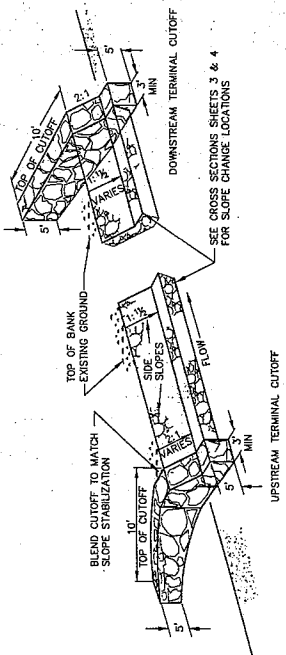 BLEND CUTOFF TO MATCH
SLOPE STABILIZATION
10'
TOP OF CUTOFF
5'
5'
3'
MIN
2:1
VARIES
SIDE
SLOPES
1:1½
FLOW
TOP OF BANK
EXISTING GROUND
UPSTREAM TERMINAL CUTOFF
5'
10'
TOP OF CUTOFF
2:1
1:1½
VARIES
5'
3'
MIN
DOWNSTREAM TERMINAL CUTOFF
SEE CROSS SECTIONS SHEETS 3 & 4
FOR SLOPE CHANGE LOCATIONS